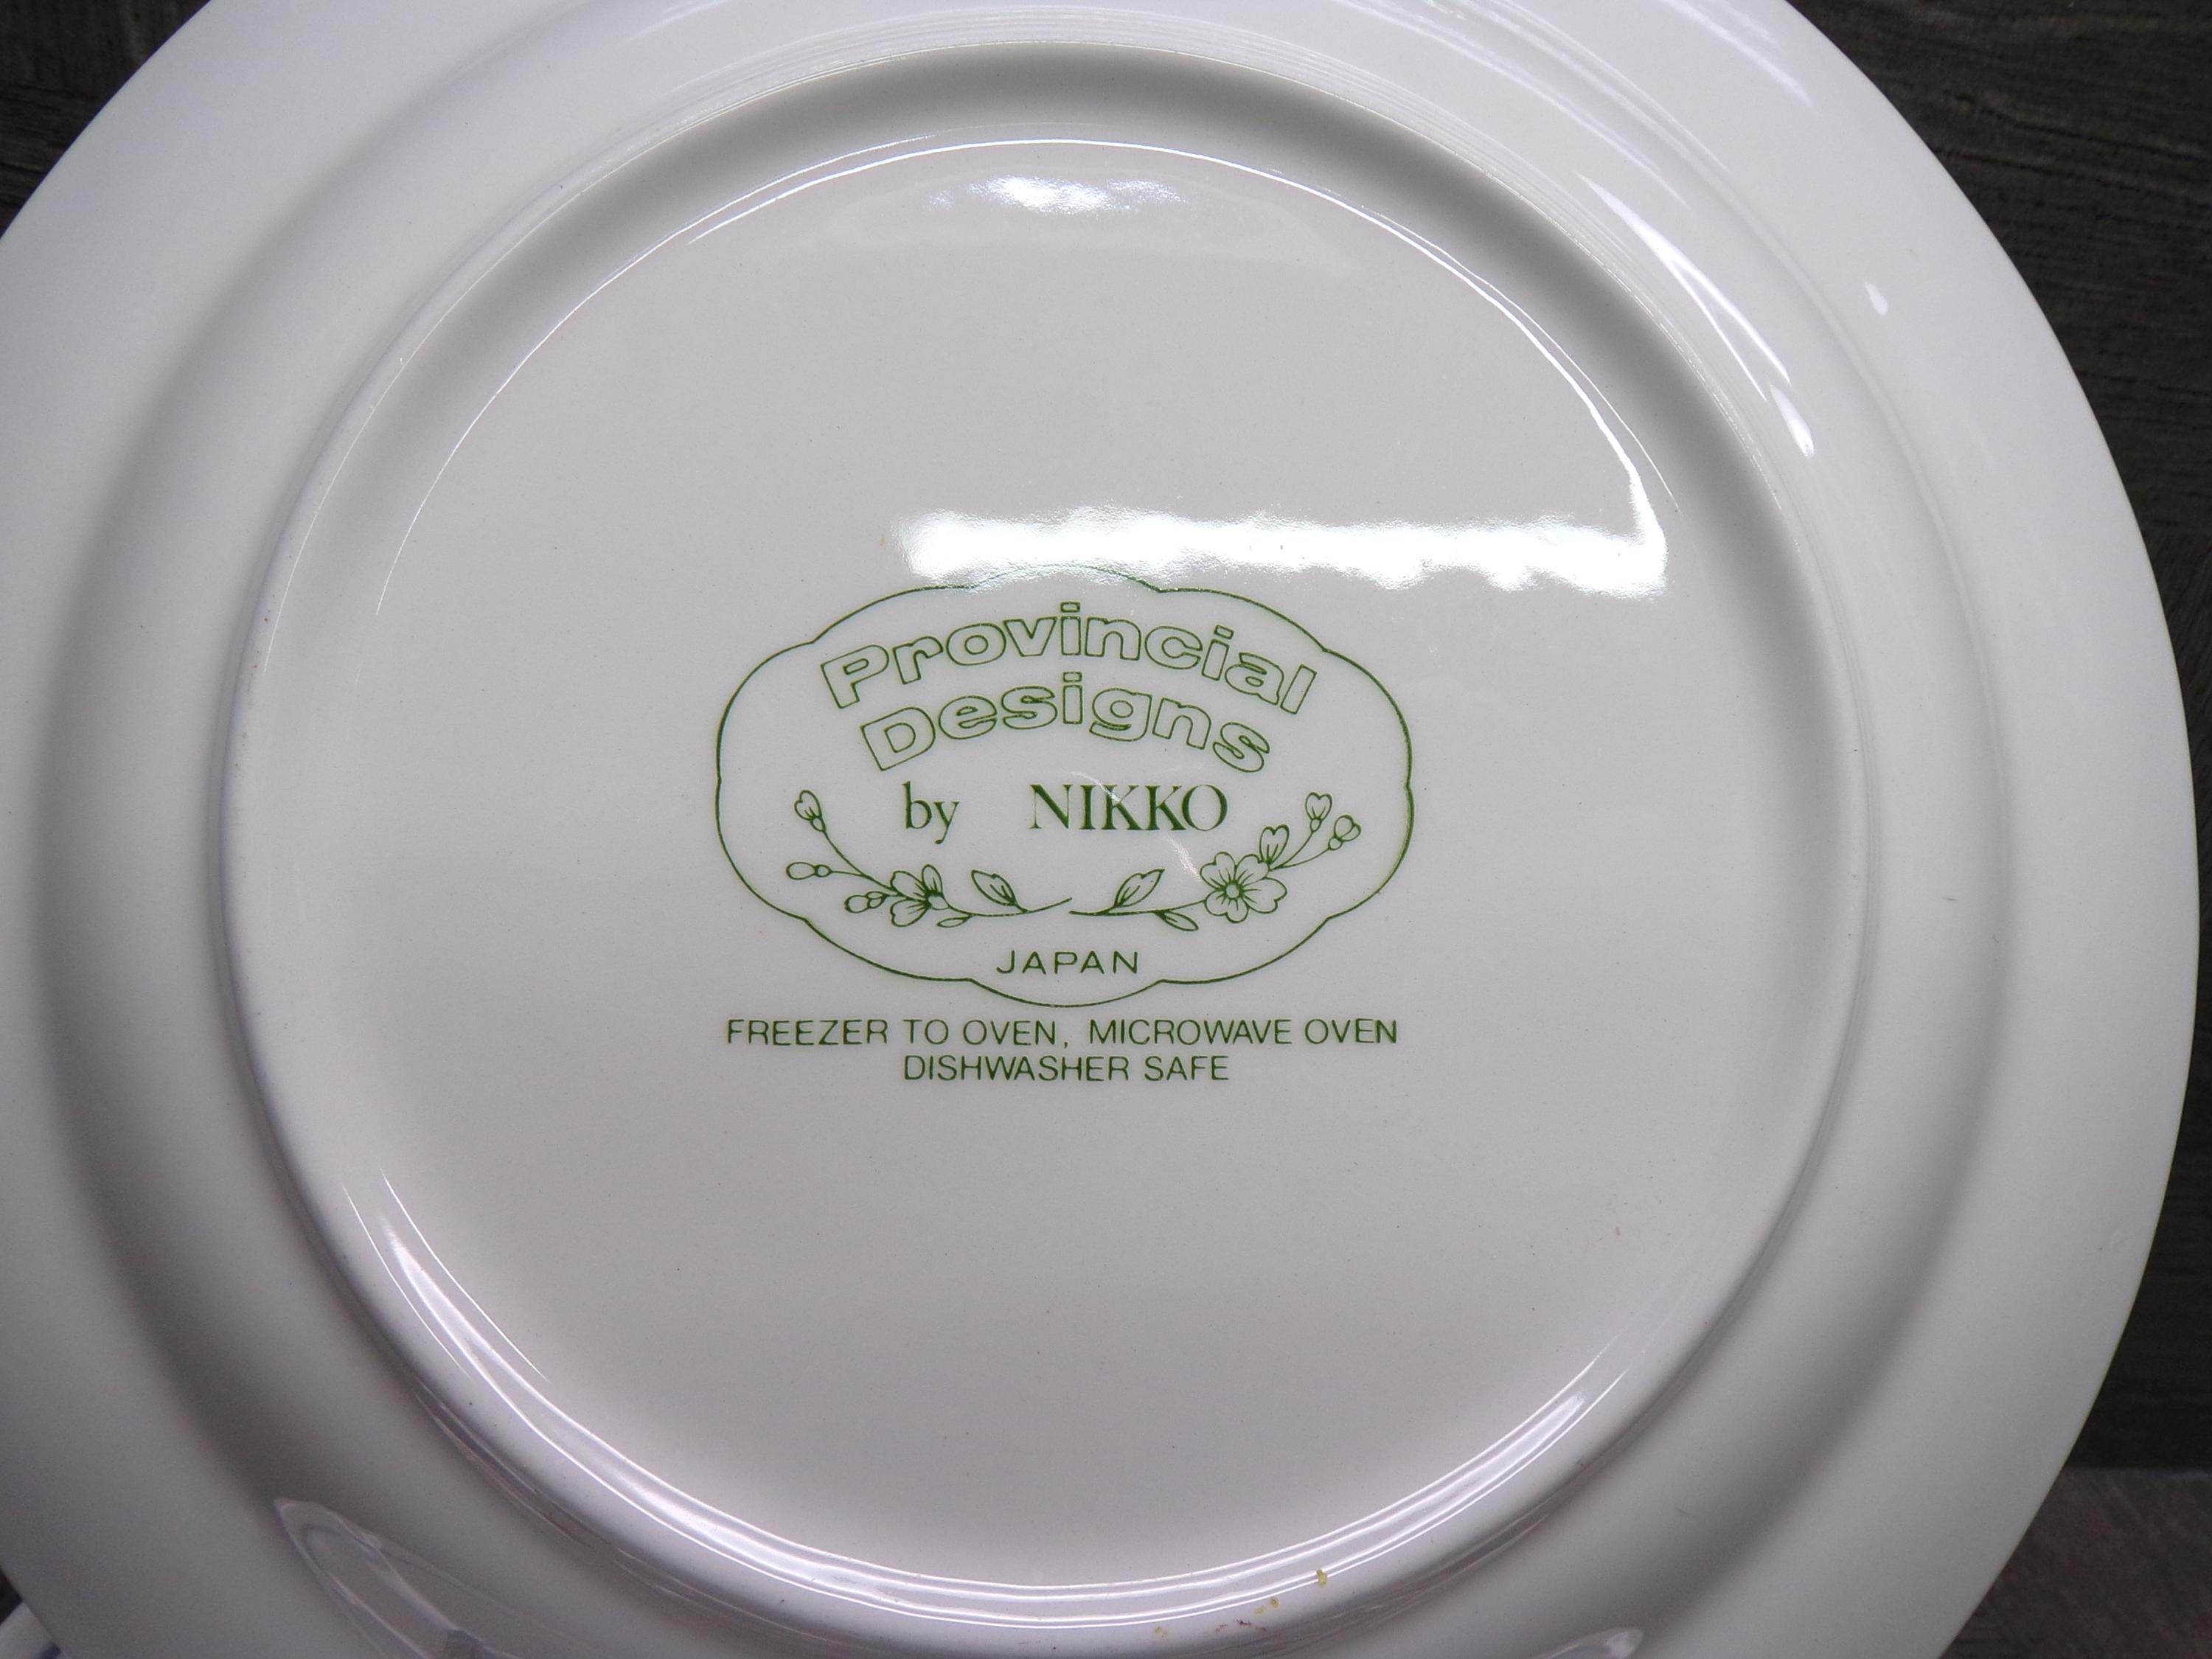 Provincial
Designs
by NIKKO
JAPAN
FREEZER TO OVEN, MICROWAVE OVEN
DISHWASHER SAFE